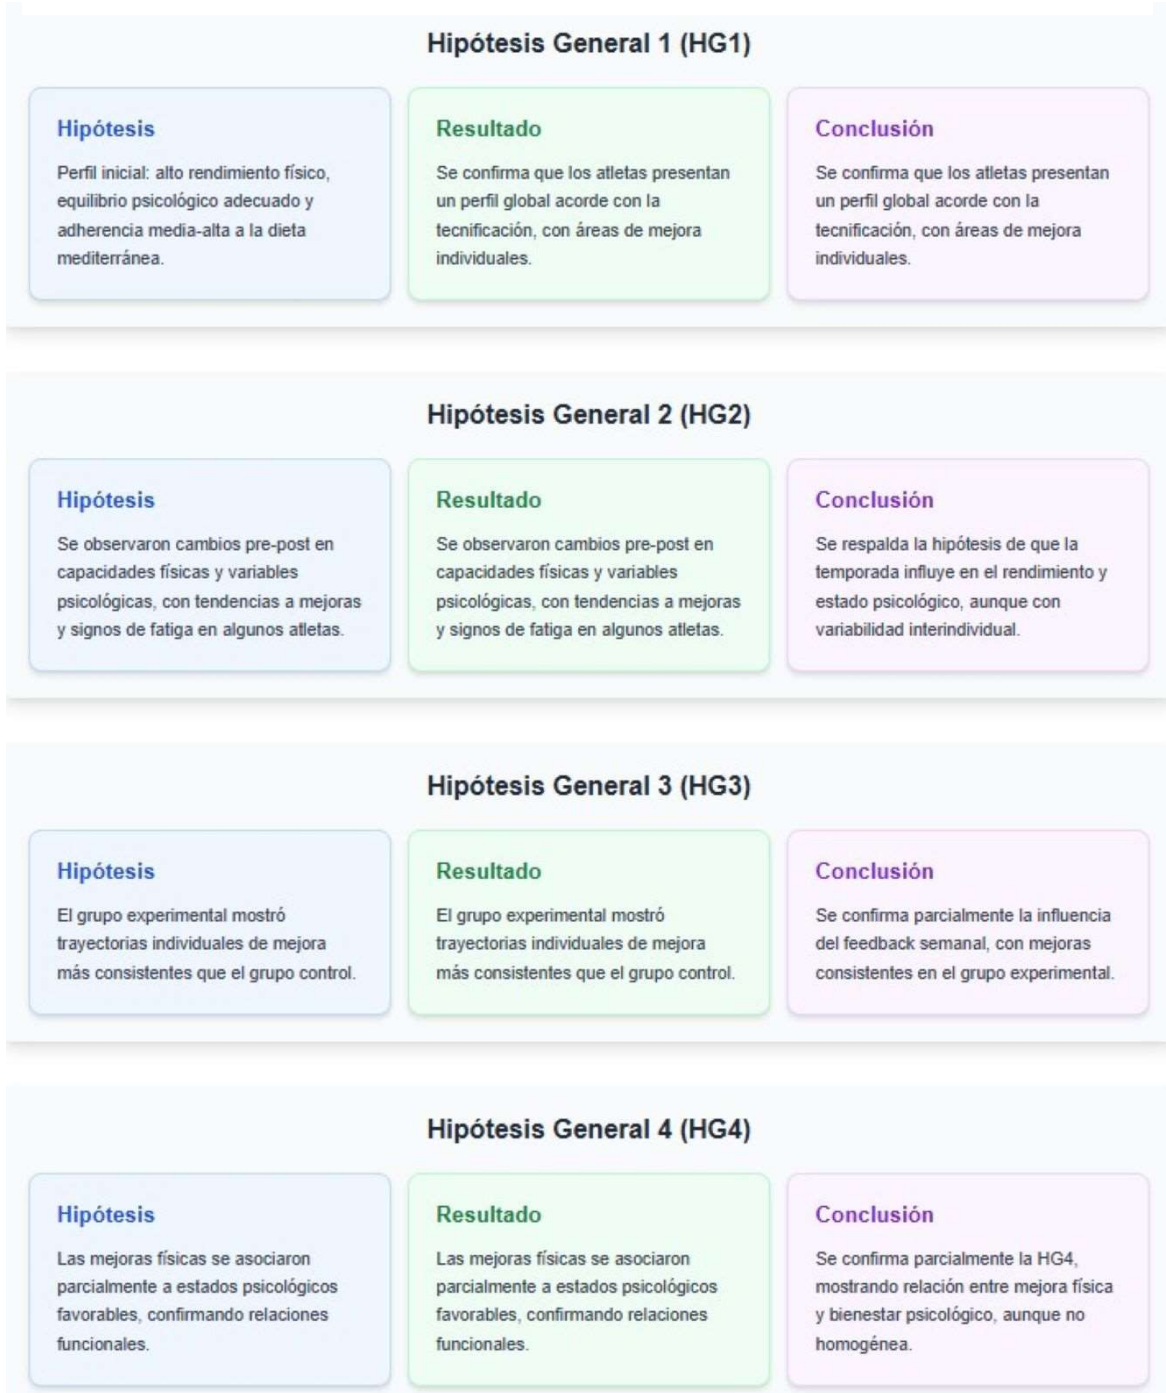 Hipótesis General 1 (HG1)
Hipótesis
Perfil inicial: alto rendimiento físico,
equilibrio psicológico adecuado y
adherencia media-alta a la dieta
mediterránea.
Resultado
Se confirma que los atletas presentan
un perfil global acorde con la
tecnificación, con áreas de mejora
individuales.
Conclusión
Se confirma que los atletas presentan
un perfil global acorde con la
tecnificación, con áreas de mejora
individuales.
Hipótesis General 2 (HG2)
Hipótesis
Se observaron cambios pre-post en
capacidades físicas y variables
psicológicas, con tendencias a mejoras
y signos de fatiga en algunos atletas.
Resultado
Se observaron cambios pre-post en
capacidades físicas y variables
psicológicas, con tendencias a mejoras
y signos de fatiga en algunos atletas.
Conclusión
Se respalda la hipótesis de que la
temporada influye en el rendimiento y
estado psicológico, aunque con
variabilidad interindividual.
Hipótesis General 3 (HG3)
Hipótesis
El grupo experimental mostró
trayectorias individuales de mejora
más consistentes que el grupo control.
Resultado
El grupo experimental mostró
trayectorias individuales de mejora
más consistentes que el grupo control.
Conclusión
Se confirma parcialmente la influencia
del feedback semanal, con mejoras
consistentes en el grupo experimental.
Hipótesis General 4 (HG4)
Hipótesis
Las mejoras físicas se asociaron
parcialmente a estados psicológicos
favorables, confirmando relaciones
funcionales.
Resultado
Las mejoras físicas se asociaron
parcialmente a estados psicológicos
favorables, confirmando relaciones
funcionales.
Conclusión
Se confirma parcialmente la HG4,
mostrando relación entre mejora física
y bienestar psicológico, aunque no
homogénea.